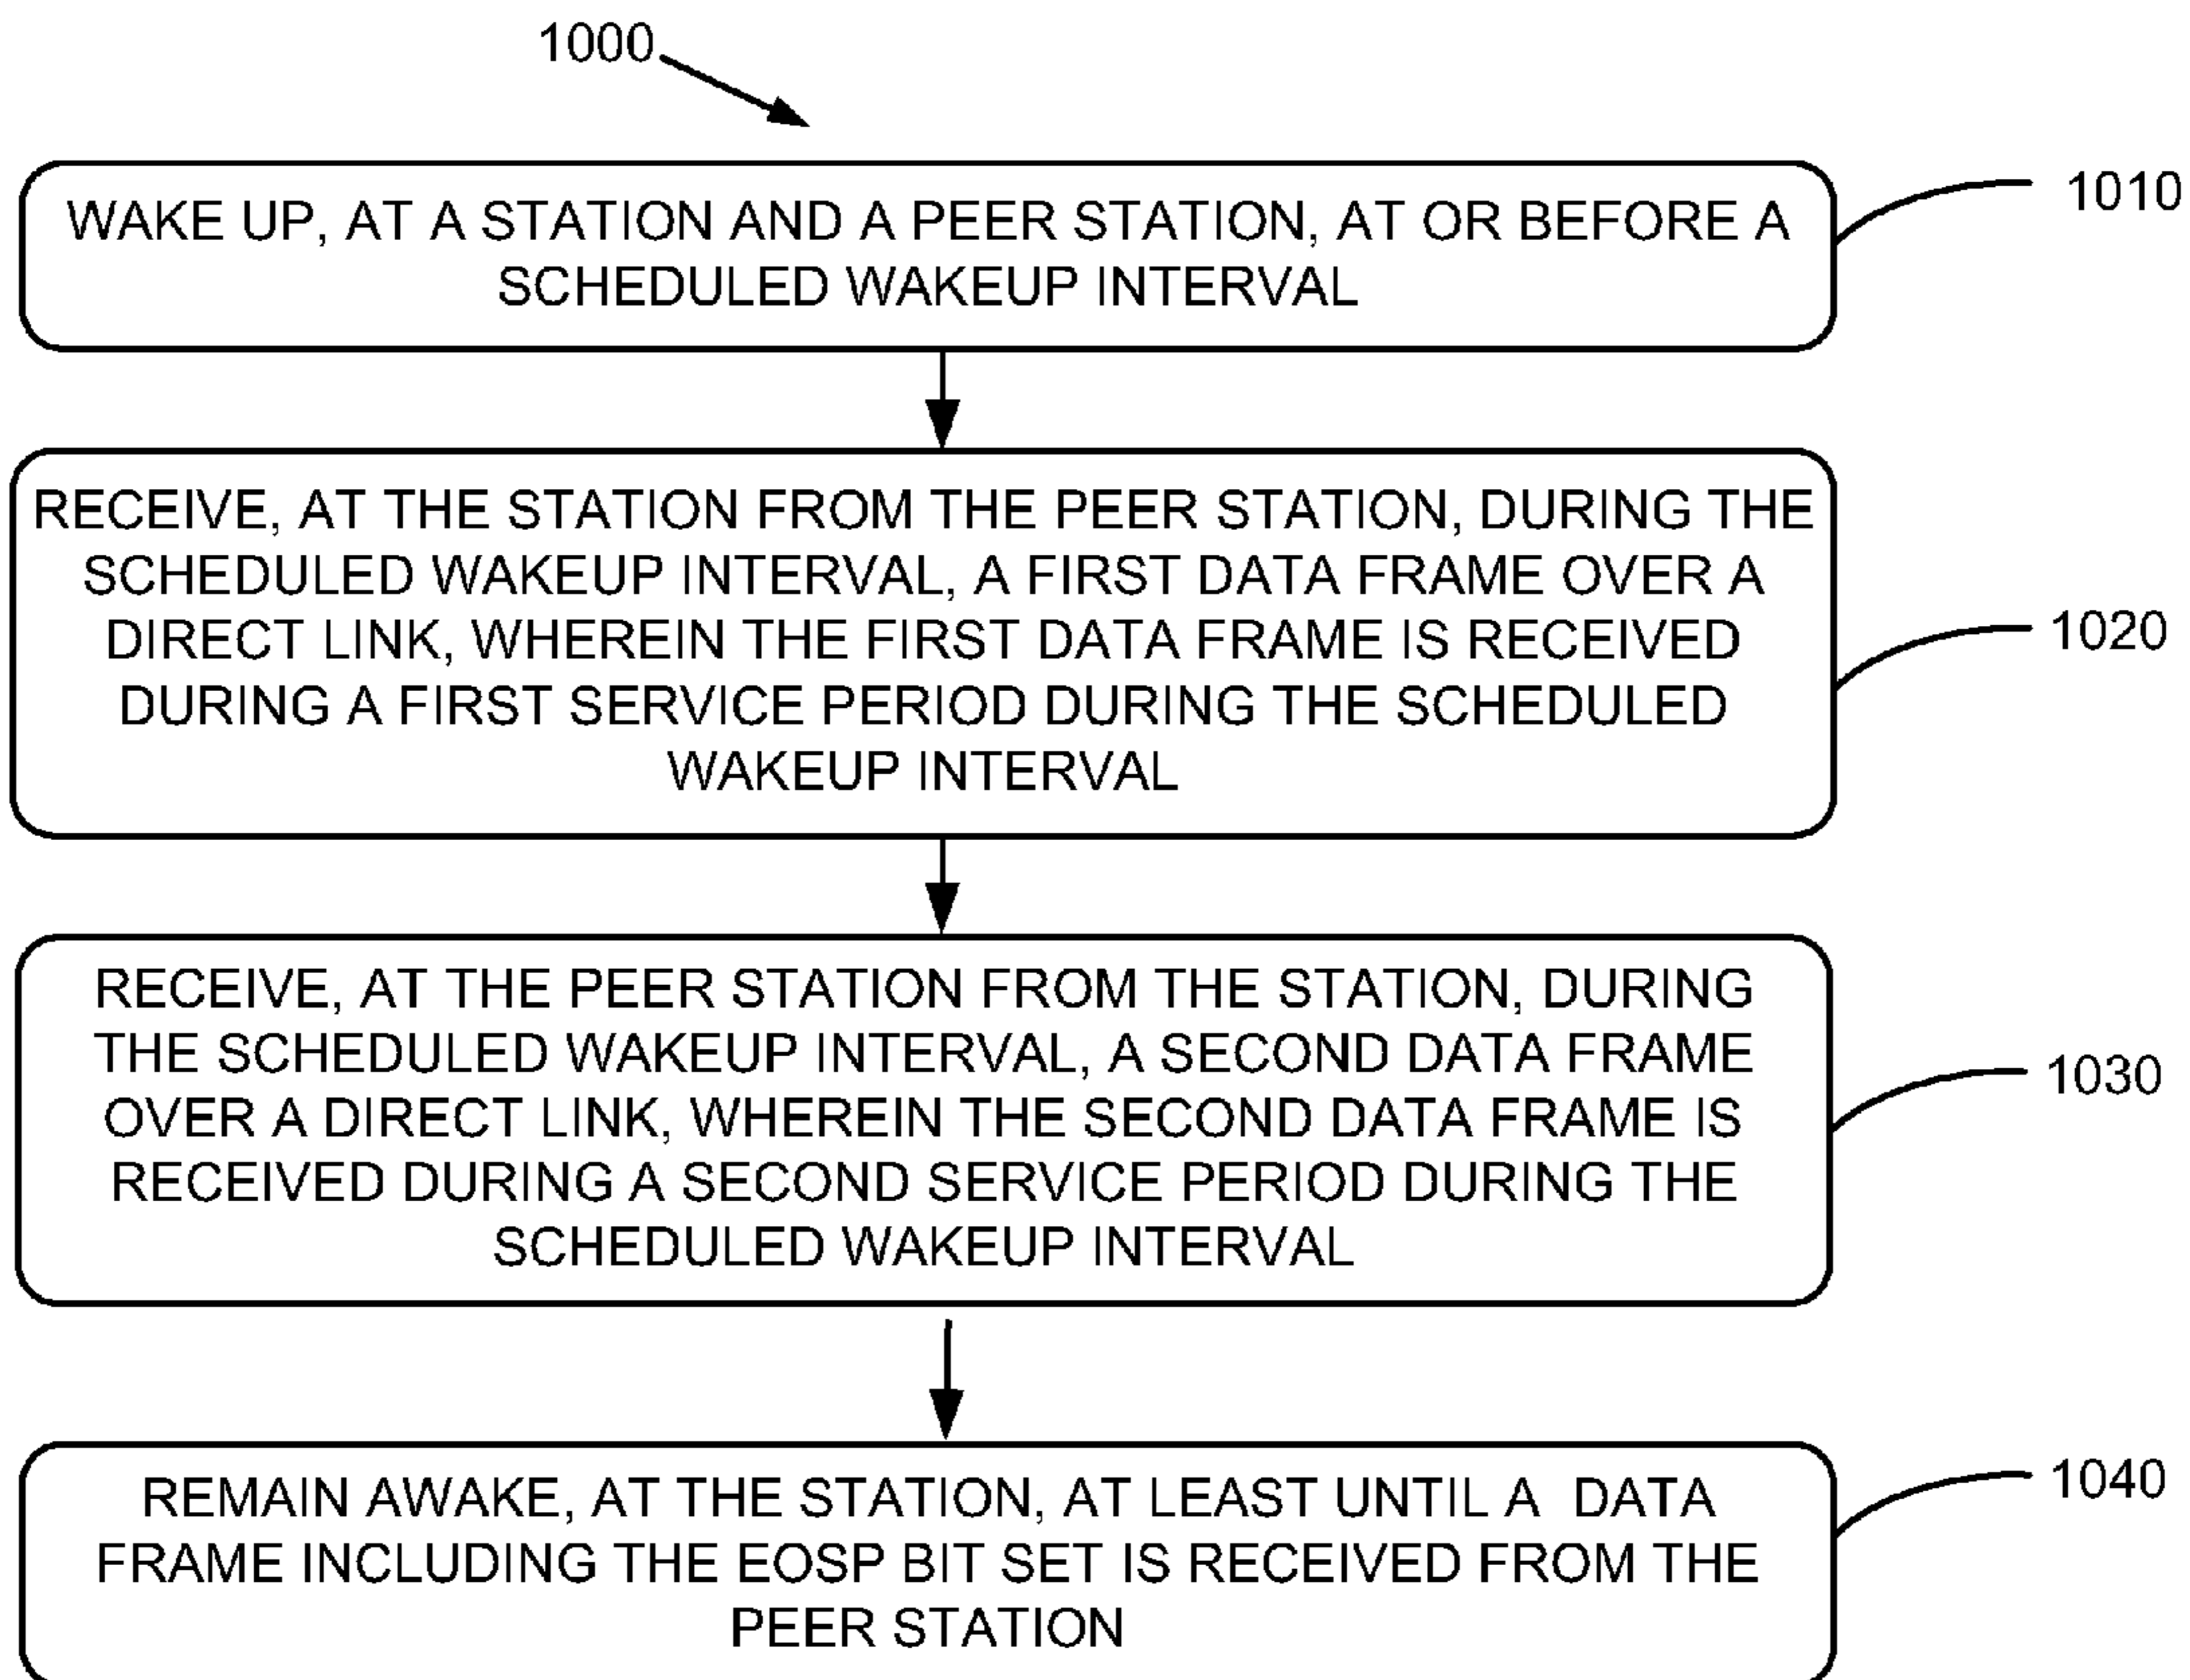 1000
WAKE UP, AT A STATION AND A PEER STATION, AT OR BEFORE A
SCHEDULED WAKEUP INTERVAL
1010
RECEIVE, AT THE STATION FROM THE PEER STATION, DURING THE
SCHEDULED WAKEUP INTERVAL, A FIRST DATA FRAME OVER A
DIRECT LINK, WHEREIN THE FIRST DATA FRAME IS RECEIVED
DURING A FIRST SERVICE PERIOD DURING THE SCHEDULED
WAKEUP INTERVAL
1020
RECEIVE, AT THE PEER STATION FROM THE STATION, DURING
THE SCHEDULED WAKEUP INTERVAL, A SECOND DATA FRAME
OVER A DIRECT LINK, WHEREIN THE SECOND DATA FRAME IS
RECEIVED DURING A SECOND SERVICE PERIOD DURING THE
SCHEDULED WAKEUP INTERVAL
1030
REMAIN AWAKE, AT THE STATION, AT LEAST UNTIL A DATA
FRAME INCLUDING THE EOSP BIT SET IS RECEIVED FROM THE
PEER STATION
1040